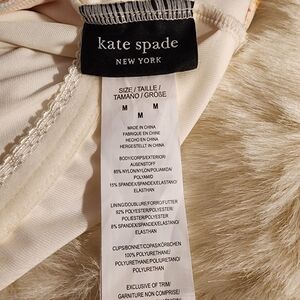 kate spade
NEW YORK
SIZE / TAILLE /
TAMANO / GRÖSSE
M M
M
MADE IN CHINA
FABRIQUE EN CHINE
HECHO EN CHINA
HERGESTELLT IN CHINA
BODY/CORPS/EXTERIOR/
AUßENSTOFF
85% NYLON/NYLON/POLIAMIDA/
POLYAMID
15% SPANDEX/SPANDEX/ELASTANO/
ELASTHAN
LINING/DOUBLURE/FORRO/FUTTER
92% POLYESTER/POLYESTER/
POLIESTER/POLYESTER
8% SPANDEX/SPANDEX/ELASTANO/
ELASTHAN
CUPS/BONNET/COPAS/KÖRBCHEN
100% POLYURETHANE/
POLYURETHANE/POLIURETANO/
POLYURETHAN
EXCLUSIVE OF TRIM/
GARNITURE NON COMPRISE/